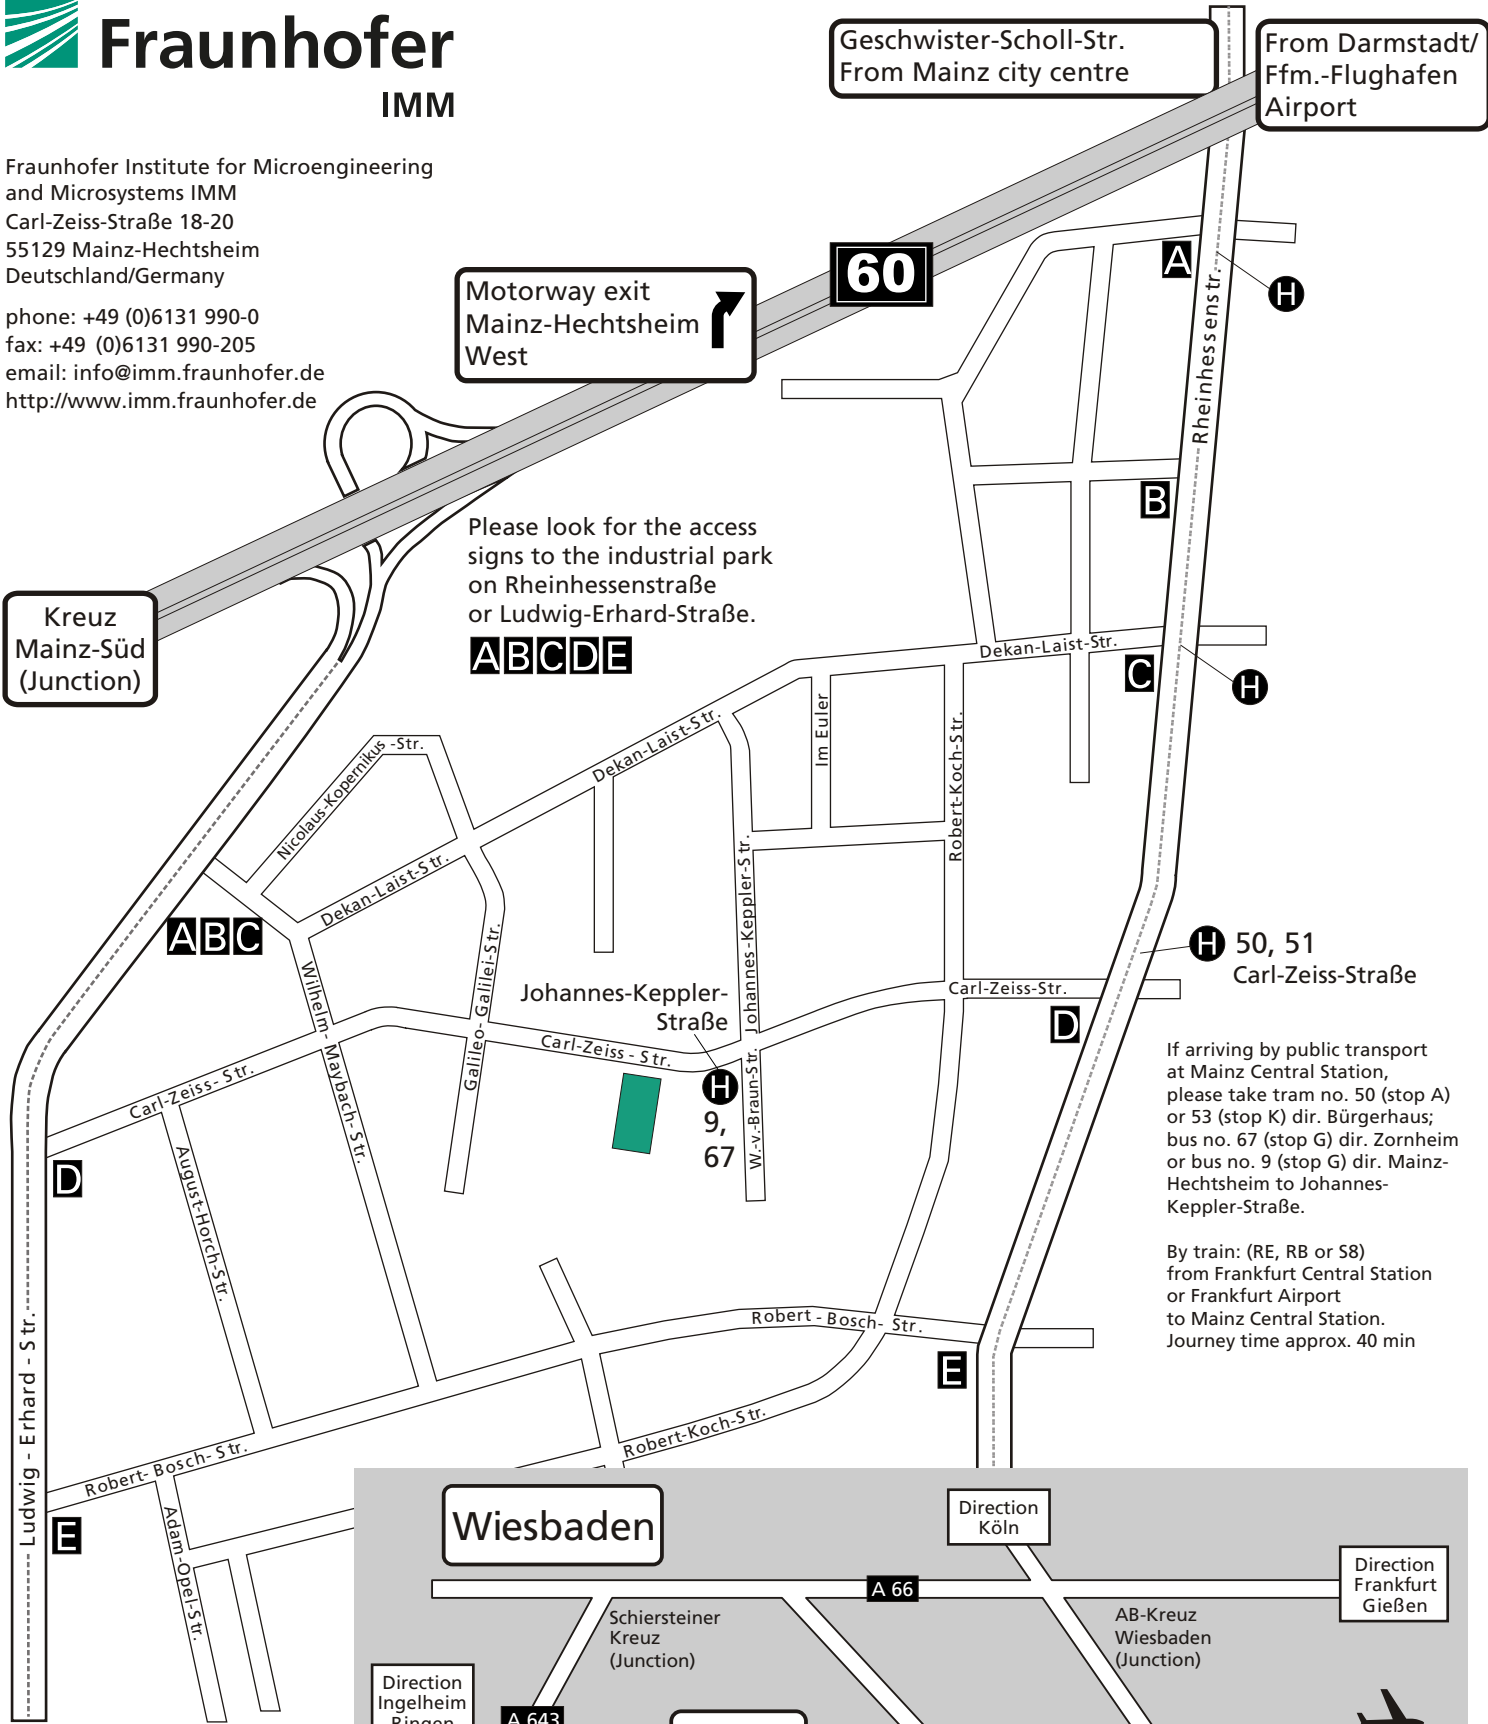 Fraunhofer
IMM
Fraunhofer Institute for Microengineering
and Microsystems IMM
Carl-Zeiss-Straße 18-20
55129 Mainz-Hechtsheim
Deutschland/Germany
phone: +49 (0)6131 990-0
fax: +49 (0)6131 990-205
email: info@imm.fraunhofer.de
http://www.imm.fraunhofer.de
Geschwister-Scholl-Str.
From Mainz city centre
From Darmstadt/
Ffm.-Flughafen
Airport
60
Motorway exit
Mainz-Hechtsheim
West
A
H
Rheinhessenstr.
B
Please look for the access
signs to the industrial park
on Rheinhessenstraße
or Ludwig-Erhard-Straße.
ABCDE
Kreuz
Mainz-Süd
(Junction)
Dekan-Laist-Str.
C
H
Dekan-Laist-Str.
Im Euler
Robert-Koch-Str.
Nicolaus-Kopernikus-Str.
Dekan-Laist-Str.
ABC
Johannes-Keppler-Str.
Galileo-Galilei-Str.
Wilhelm-Maybach-Str.
H 50, 51
Carl-Zeiss-Straße
Johannes-Keppler-
Straße
Carl-Zeiss-Str.
D
Carl-Zeiss-Str.
Carl-Zeiss-Str.
H
9,
67
W.-v.-Braun-Str.
D
August-Horch-Str.
If arriving by public transport
at Mainz Central Station,
please take tram no. 50 (stop A)
or 53 (stop K) dir. Bürgerhaus;
bus no. 67 (stop G) dir. Zornheim
or bus no. 9 (stop G) dir. Mainz-
Hechtsheim to Johannes-
Keppler-Straße.
By train: (RE, RB or S8)
from Frankfurt Central Station
or Frankfurt Airport
to Mainz Central Station.
Journey time approx. 40 min
Robert-Bosch-Str.
E
Robert-Koch-Str.
Ludwig-Erhard-Str.
Robert-Bosch-Str.
E
Adam-Opel-Str.
Wiesbaden
Direction
Köln
A 66
Direction
Frankfurt
Gießen
Schiersteiner
Kreuz
(Junction)
AB-Kreuz
Wiesbaden
(Junction)
Direction
Ingelheim
Bingen
A 643